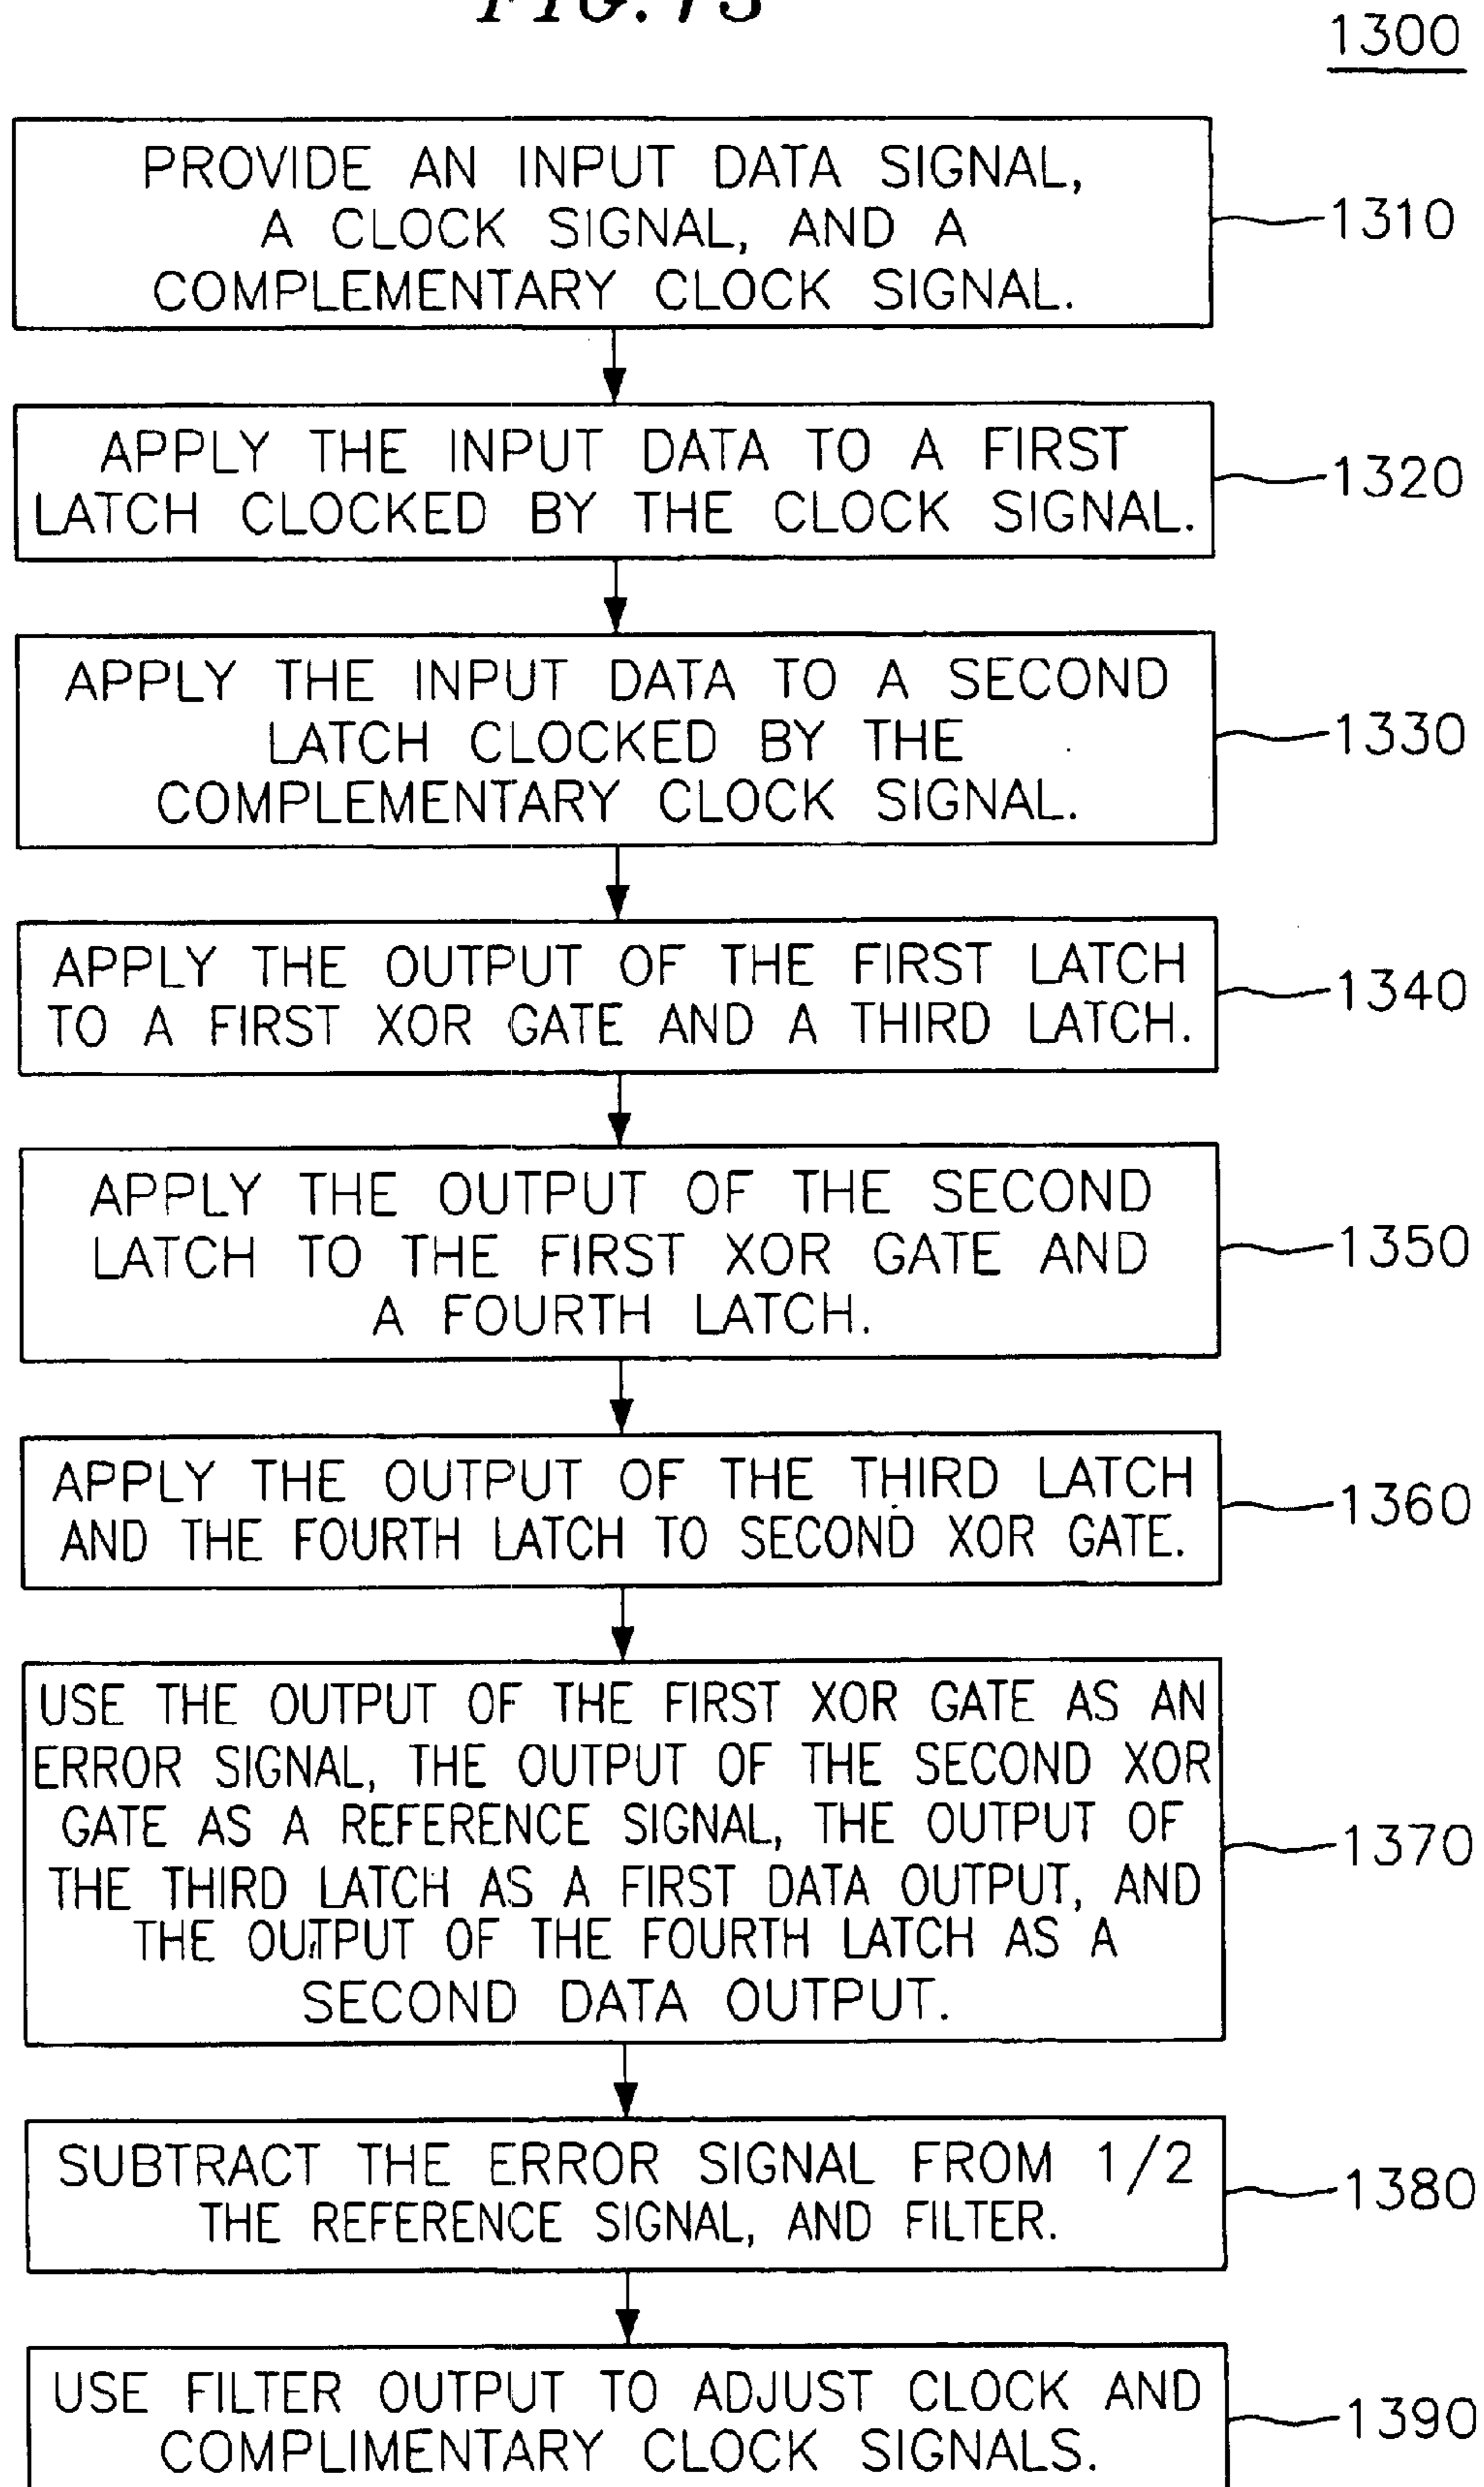 FIG. 13
1300
PROVIDE AN INPUT DATA SIGNAL,
A CLOCK SIGNAL, AND A
COMPLEMENTARY CLOCK SIGNAL.
1310
APPLY THE INPUT DATA TO A FIRST
LATCH CLOCKED BY THE CLOCK SIGNAL.
1320
APPLY THE INPUT DATA TO A SECOND
LATCH CLOCKED BY THE
COMPLEMENTARY CLOCK SIGNAL.
1330
APPLY THE OUTPUT OF THE FIRST LATCH
TO A FIRST XOR GATE AND A THIRD LATCH.
1340
APPLY THE OUTPUT OF THE SECOND
LATCH TO THE FIRST XOR GATE AND
A FOURTH LATCH.
1350
APPLY THE OUTPUT OF THE THIRD LATCH
AND THE FOURTH LATCH TO SECOND XOR GATE.
1360
USE THE OUTPUT OF THE FIRST XOR GATE AS AN
ERROR SIGNAL, THE OUTPUT OF THE SECOND XOR
GATE AS A REFERENCE SIGNAL, THE OUTPUT OF
THE THIRD LATCH AS A FIRST DATA OUTPUT, AND
THE OUTPUT OF THE FOURTH LATCH AS A
SECOND DATA OUTPUT.
1370
SUBTRACT THE ERROR SIGNAL FROM 1/2
THE REFERENCE SIGNAL, AND FILTER.
1380
USE FILTER OUTPUT TO ADJUST CLOCK AND
COMPLIMENTARY CLOCK SIGNALS.
1390